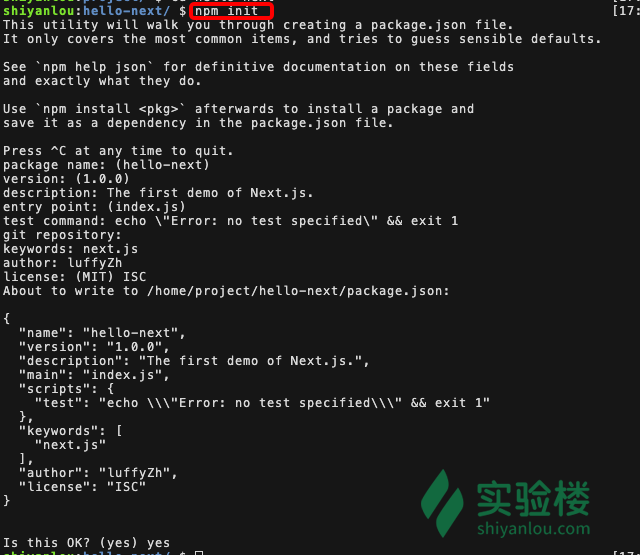 shiyanlou:hello-next/ $ npm init [17:
This utility will walk you through creating a package.json file.
It only covers the most common items, and tries to guess sensible defaults.
See `npm help json` for definitive documentation on these fields
and exactly what they do.
Use `npm install <pkg>` afterwards to install a package and
save it as a dependency in the package.json file.
Press ^C at any time to quit.
package name: (hello-next)
version: (1.0.0)
description: The first demo of Next.js.
entry point: (index.js)
test command: echo \"Error: no test specified\" && exit 1
git repository:
keywords: next.js
author: luffyZh
license: (MIT) ISC
About to write to /home/project/hello-next/package.json:
{
  "name": "hello-next",
  "version": "1.0.0",
  "description": "The first demo of Next.js.",
  "main": "index.js",
  "scripts": {
    "test": "echo \\\"Error: no test specified\\\" && exit 1"
  },
  "keywords": [
    "next.js"
  ],
  "author": "luffyZh",
  "license": "ISC"
}
实验楼
shiyanlou.com
Is this OK? (yes) yes